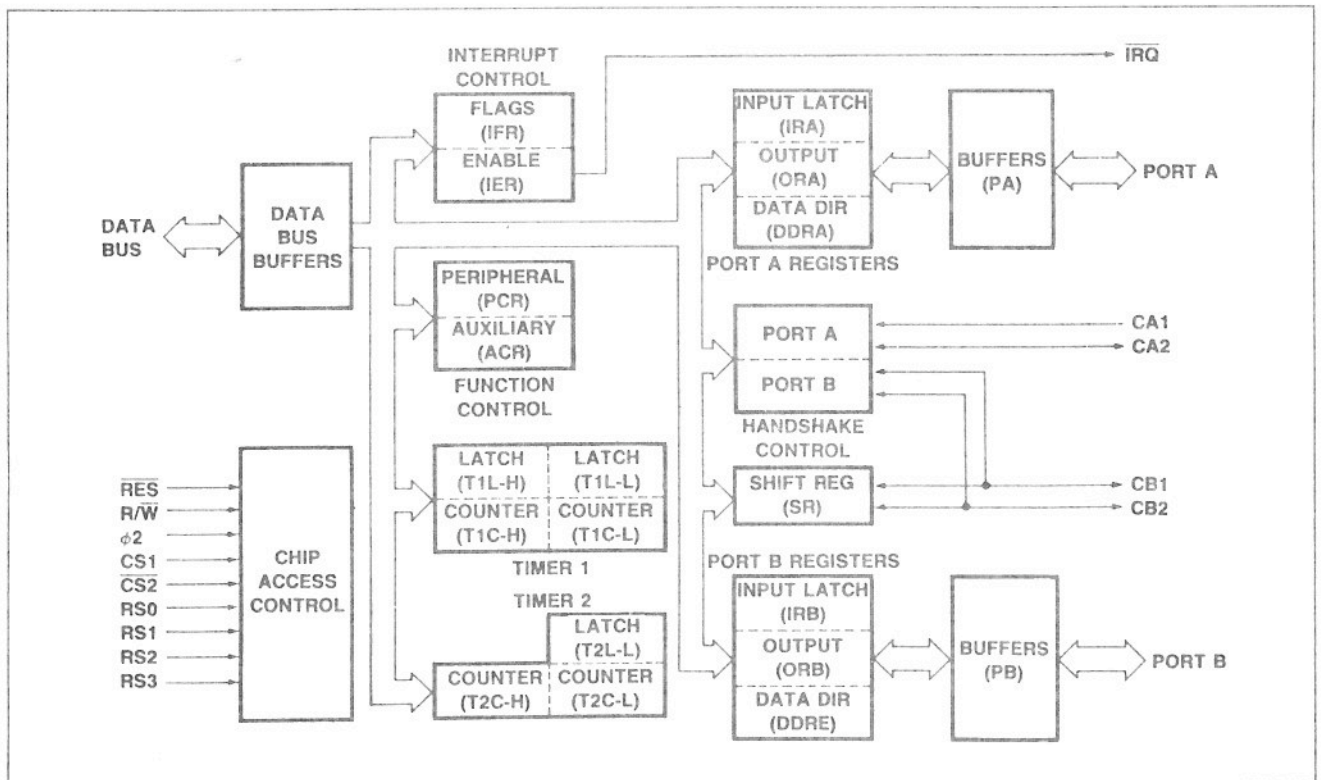 INTERRUPT
CONTROL
FLAGS
(IFR)
ENABLE
(IER)
I̅R̅Q̅
DATA
BUS
DATA
BUS
BUFFERS
INPUT LATCH
(IRA)
OUTPUT
(ORA)
DATA DIR
(DDRA)
PORT A REGISTERS
BUFFERS
(PA)
PORT A
PERIPHERAL
(PCR)
AUXILIARY
(ACR)
FUNCTION
CONTROL
PORT A
PORT B
HANDSHAKE
CONTROL
CA1
CA2
R̅E̅S̅
R/W̅
ϕ2
CS1
C̅S̅2̅
RS0
RS1
RS2
RS3
CHIP
ACCESS
CONTROL
LATCH
(T1L-H)
LATCH
(T1L-L)
COUNTER
(T1C-H)
COUNTER
(T1C-L)
TIMER 1
SHIFT REG
(SR)
CB1
CB2
TIMER 2
LATCH
(T2L-L)
COUNTER
(T2C-H)
COUNTER
(T2C-L)
PORT B REGISTERS
INPUT LATCH
(IRB)
OUTPUT
(ORB)
DATA DIR
(DDRE)
BUFFERS
(PB)
PORT B